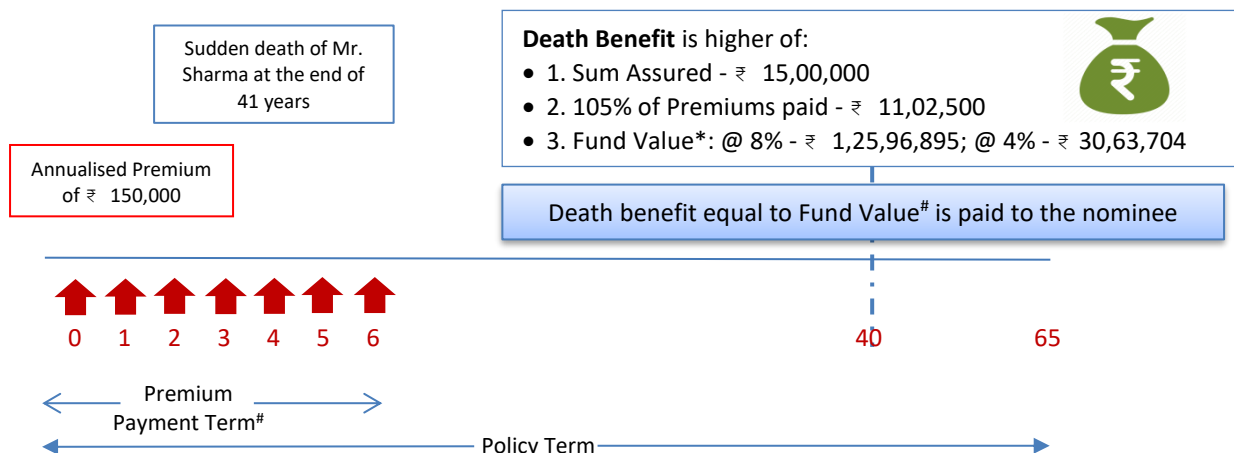 Sudden death of Mr.
Sharma at the end of
41 years
Annualised Premium
of ₹ 150,000
Death Benefit is higher of:
• 1. Sum Assured - ₹ 15,00,000
• 2. 105% of Premiums paid - ₹ 11,02,500
• 3. Fund Value*: @ 8% - ₹ 1,25,96,895; @ 4% - ₹ 30,63,704
₹
Death benefit equal to Fund Value# is paid to the nominee
0 1 2 3 4 5 6 40 65
Premium
Payment Term#
Policy Term